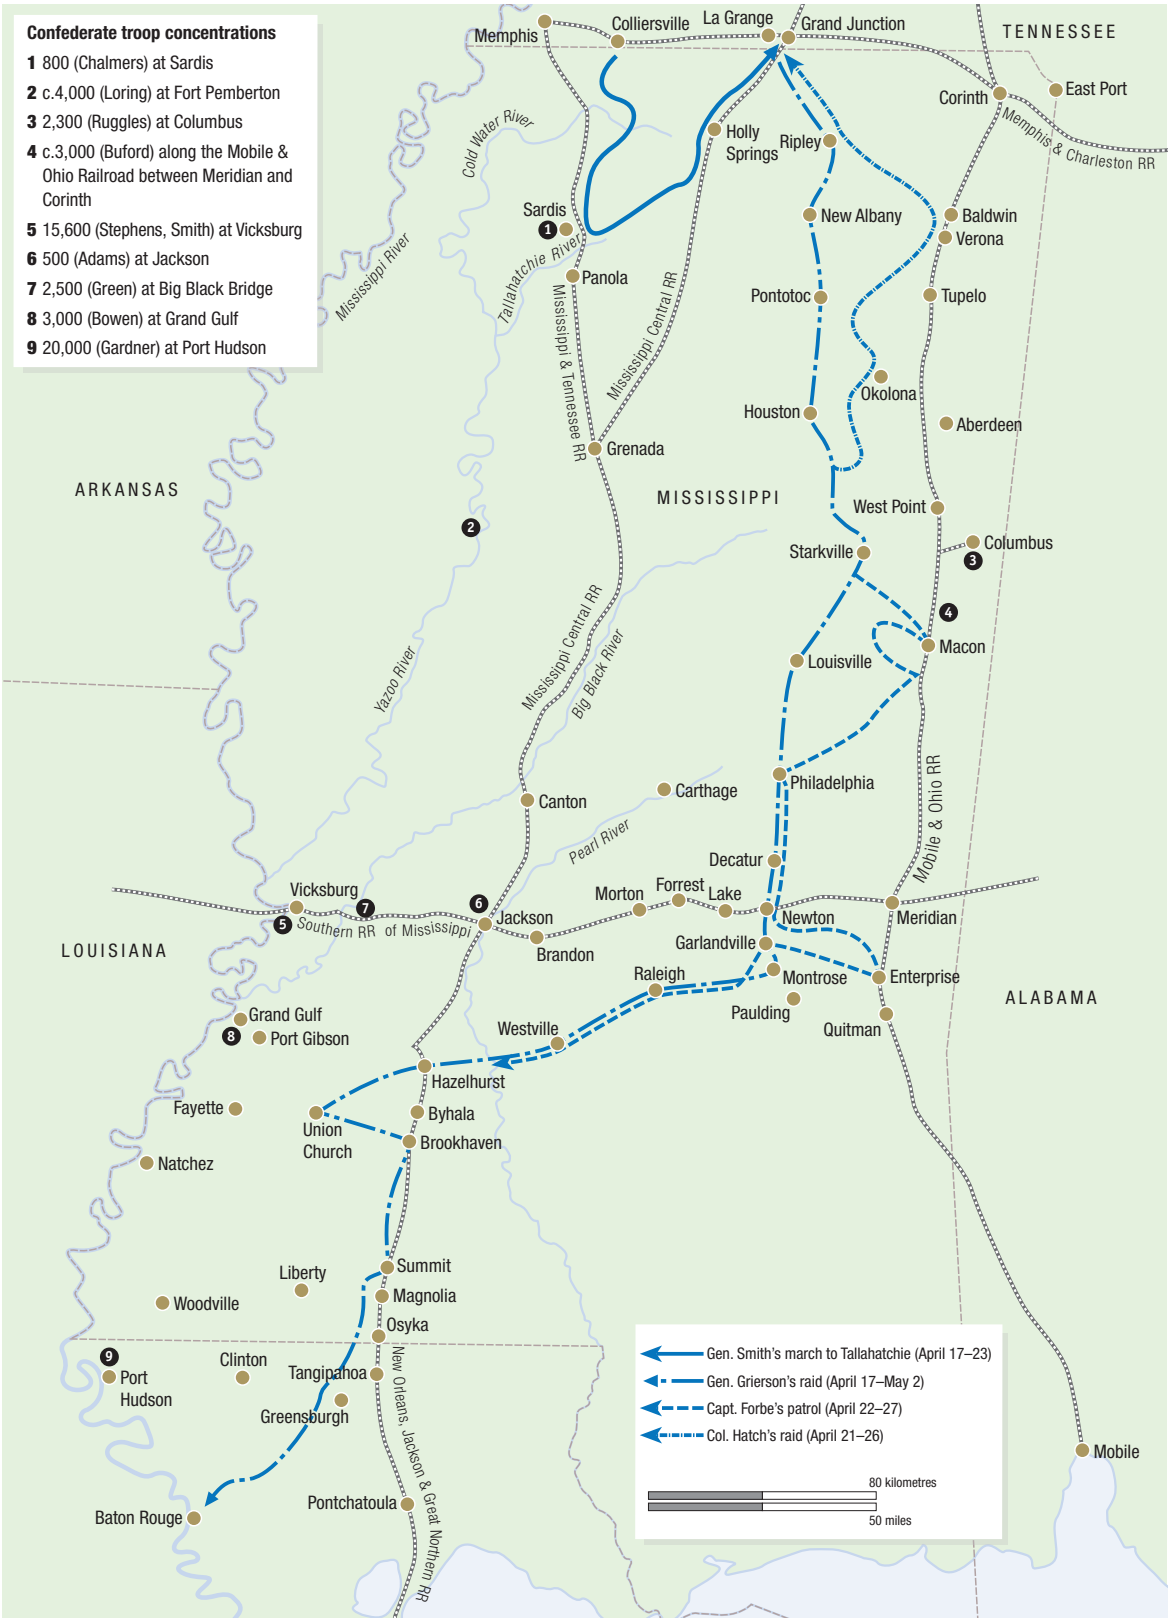 Confederate troop concentrations
1 800 (Chalmers) at Sardis
2 c.4,000 (Loring) at Fort Pemberton
3 2,300 (Ruggles) at Columbus
4 c.3,000 (Buford) along the Mobile &
Ohio Railroad between Meridian and
Corinth
5 15,600 (Stephens, Smith) at Vicksburg
6 500 (Adams) at Jackson
7 2,500 (Green) at Big Black Bridge
8 3,000 (Bowen) at Grand Gulf
9 20,000 (Gardner) at Port Hudson
Memphis
Colliersville
La Grange
Grand Junction
TENNESSEE
Corinth
East Port
Memphis & Charleston RR
Cold Water River
Holly
Springs
Ripley
Sardis
1
New Albany
Baldwin
Verona
Mississippi River
Tallahatchie River
Panola
Pontotoc
Tupelo
Mississippi & Tennessee RR
Mississippi Central RR
Okolona
Houston
Aberdeen
Grenada
ARKANSAS
MISSISSIPPI
West Point
2
Starkville
Columbus
3
4
Macon
Mississippi Central RR
Big Black River
Yazoo River
Louisville
Philadelphia
Carthage
Canton
Mobile & Ohio RR
Pearl River
Decatur
Vicksburg
7
6
Morton
Forrest
Lake
Newton
Meridian
5
Southern RR of Mississippi
Jackson
Brandon
Garlandville
LOUISIANA
Raleigh
Montrose
Enterprise
Paulding
ALABAMA
Grand Gulf
8
Port Gibson
Westville
Quitman
Hazelhurst
Fayette
Union
Church
Byhala
Brookhaven
Natchez
Summit
Liberty
Magnolia
Woodville
Osyka
9
Port
Hudson
Clinton
Tangipahoa
Greensburgh
New Orleans, Jackson & Great Northern RR
Gen. Smith's march to Tallahatchie (April 17–23)
Gen. Grierson's raid (April 17–May 2)
Capt. Forbe's patrol (April 22–27)
Col. Hatch's raid (April 21–26)
Mobile
80 kilometres
50 miles
Pontchatoula
Baton Rouge